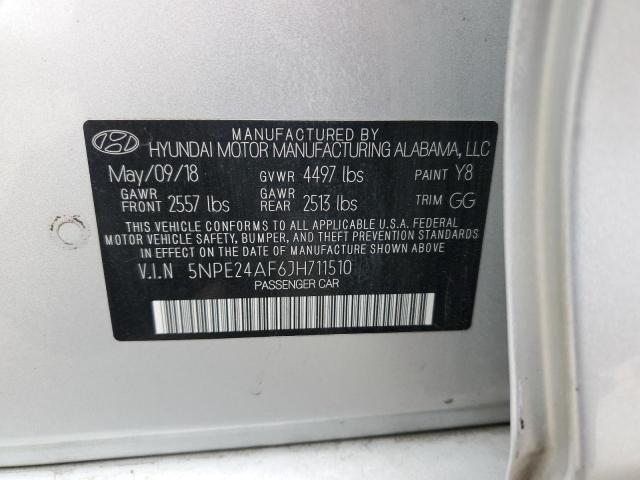 MANUFACTURED BY
HYUNDAI MOTOR MANUFACTURING ALABAMA, LLC
May/09/18 GVWR 4497 lbs PAINT Y8
GAWR FRONT 2557 lbs GAWR REAR 2513 lbs TRIM GG
THIS VEHICLE CONFORMS TO ALL APPLICABLE U.S.A. FEDERAL
MOTOR VEHICLE SAFETY, BUMPER, AND THEFT PREVENTION STANDARDS
IN EFFECT ON THE DATE OF MANUFACTURE SHOWN ABOVE.
V.I.N 5NPE24AF6JH711510
PASSENGER CAR